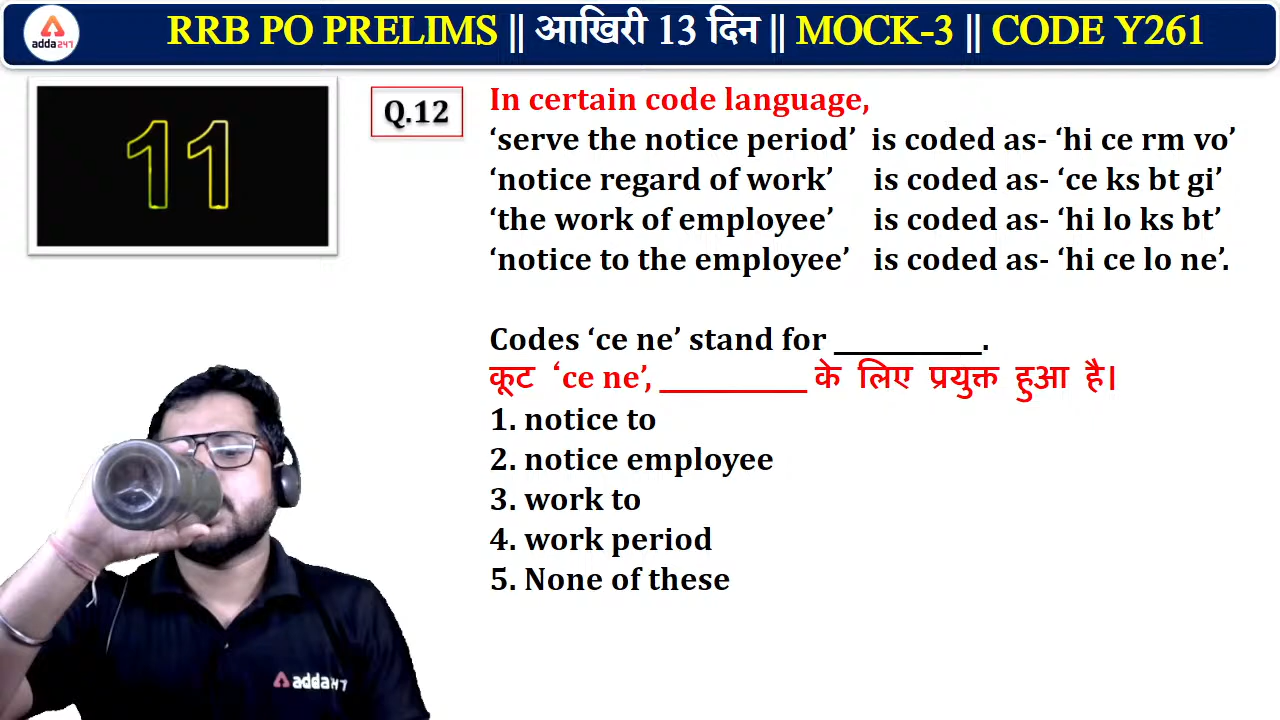 adda247
RRB PO PRELIMS || आखिरी 13 दिन || MOCK-3 || CODE Y261
11
Q.12
In certain code language,
‘serve the notice period’ is coded as- ‘hi ce rm vo’
‘notice regard of work’ is coded as- ‘ce ks bt gi’
‘the work of employee’ is coded as- ‘hi lo ks bt’
‘notice to the employee’ is coded as- ‘hi ce lo ne’.
Codes ‘ce ne’ stand for ____________.
कूट ‘ce ne’, ____________ के लिए प्रयुक्त हुआ है।
1. notice to
2. notice employee
3. work to
4. work period
5. None of these
adda247